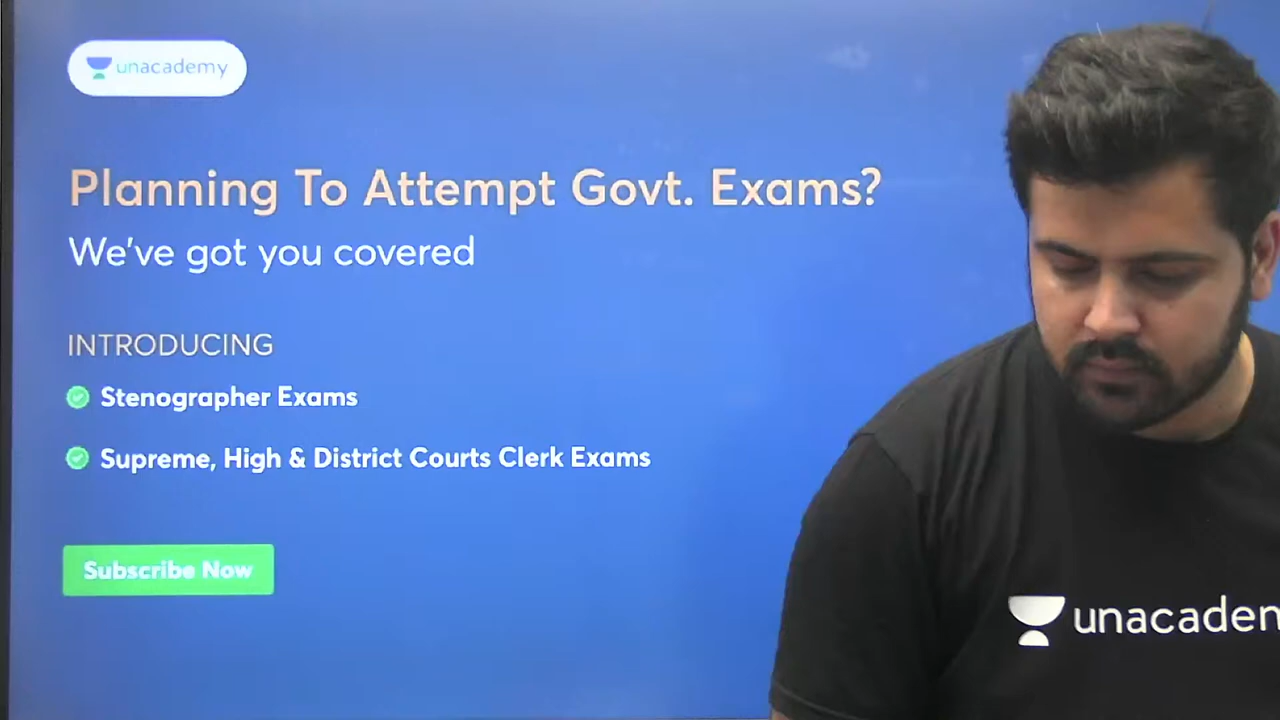 unacademy
Planning To Attempt Govt. Exams?
We've got you covered
INTRODUCING
Stenographer Exams
Supreme, High & District Courts Clerk Exams
Subscribe Now
unacadem